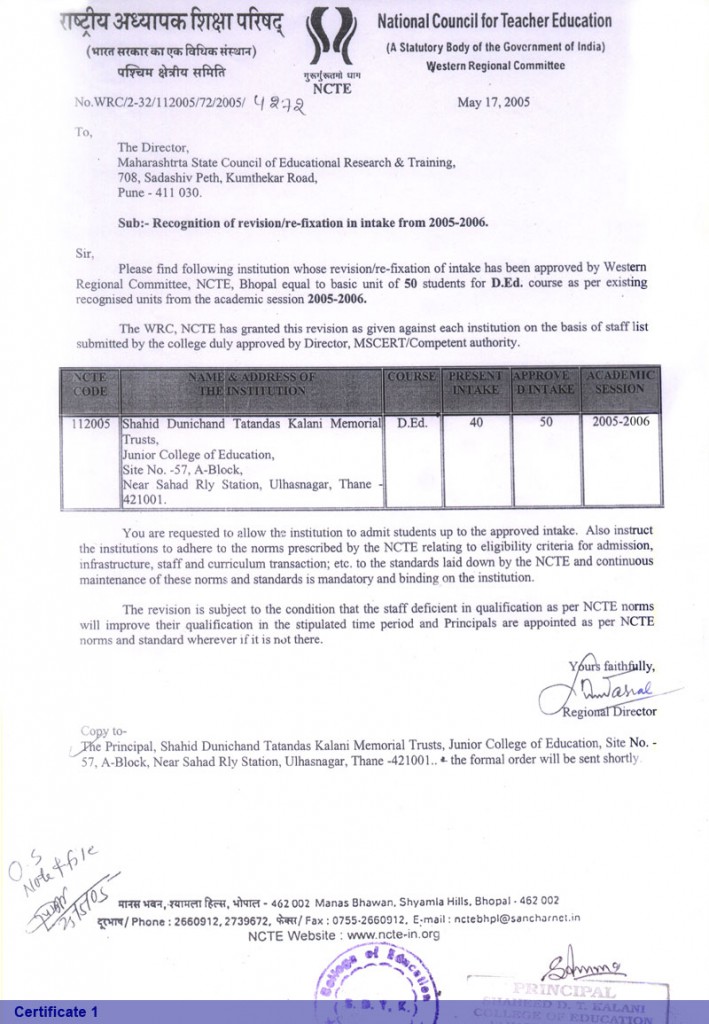 राष्ट्रीय अध्यापक शिक्षा परिषद्
(भारत सरकार का एक विधिक संस्थान)
पश्चिम क्षेत्रीय समिति
NCTE
National Council for Teacher Education
(A Statutory Body of the Government of India)
Western Regional Committee
No.WRC/2-32/112005/72/2005/ ५२७२
May 17, 2005
To,
The Director,
Maharashtrta State Council of Educational Research & Training,
708, Sadashiv Peth, Kumthekar Road,
Pune - 411 030.
Sub:- Recognition of revision/re-fixation in intake from 2005-2006.
Sir,
Please find following institution whose revision/re-fixation of intake has been approved by Western
Regional Committee, NCTE, Bhopal equal to basic unit of 50 students for D.Ed. course as per existing
recognised units from the academic session 2005-2006.
The WRC, NCTE has granted this revision as given against each institution on the basis of staff list
submitted by the college duly approved by Director, MSCERT/Competent authority.
NCTE CODE NAME & ADDRESS OF THE INSTITUTION COURSE PRESENT INTAKE APPROVE D INTAKE ACADEMIC SESSION
112005 Shahid Dunichand Tatandas Kalani Memorial D.Ed. 40 50 2005-2006
Trusts,
Junior College of Education,
Site No. -57, A-Block,
Near Sahad Rly Station, Ulhasnagar, Thane -
421001.
You are requested to allow the institution to admit students up to the approved intake. Also instruct
the institutions to adhere to the norms prescribed by the NCTE relating to eligibility criteria for admission,
infrastructure, staff and curriculum transaction; etc. to the standards laid down by the NCTE and continuous
maintenance of these norms and standards is mandatory and binding on the institution.
The revision is subject to the condition that the staff deficient in qualification as per NCTE norms
will improve their qualification in the stipulated time period and Principals are appointed as per NCTE
norms and standard wherever if it is not there.
Yours faithfully,
Regional Director
Copy to-
The Principal, Shahid Dunichand Tatandas Kalani Memorial Trusts, Junior College of Education, Site No. -
57, A-Block, Near Sahad Rly Station, Ulhasnagar, Thane -421001.. the formal order will be sent shortly.
O.S
Note & file
23/5/05
मानस भवन, श्यामला हिल्स, भोपाल - 462 002 Manas Bhawan, Shyamla Hills, Bhopal - 462 002
दूरभाष/ Phone : 2660912, 2739672, फेक्स/ Fax : 0755-2660912, E-mail : nctebhpl@sancharnet.in
NCTE Website : www.ncte-in.org
College of Education
(S. D. T. K.)
PRINCIPAL
SHAHEED D. T. KALANI
COLLEGE OF EDUCATION
Certificate 1